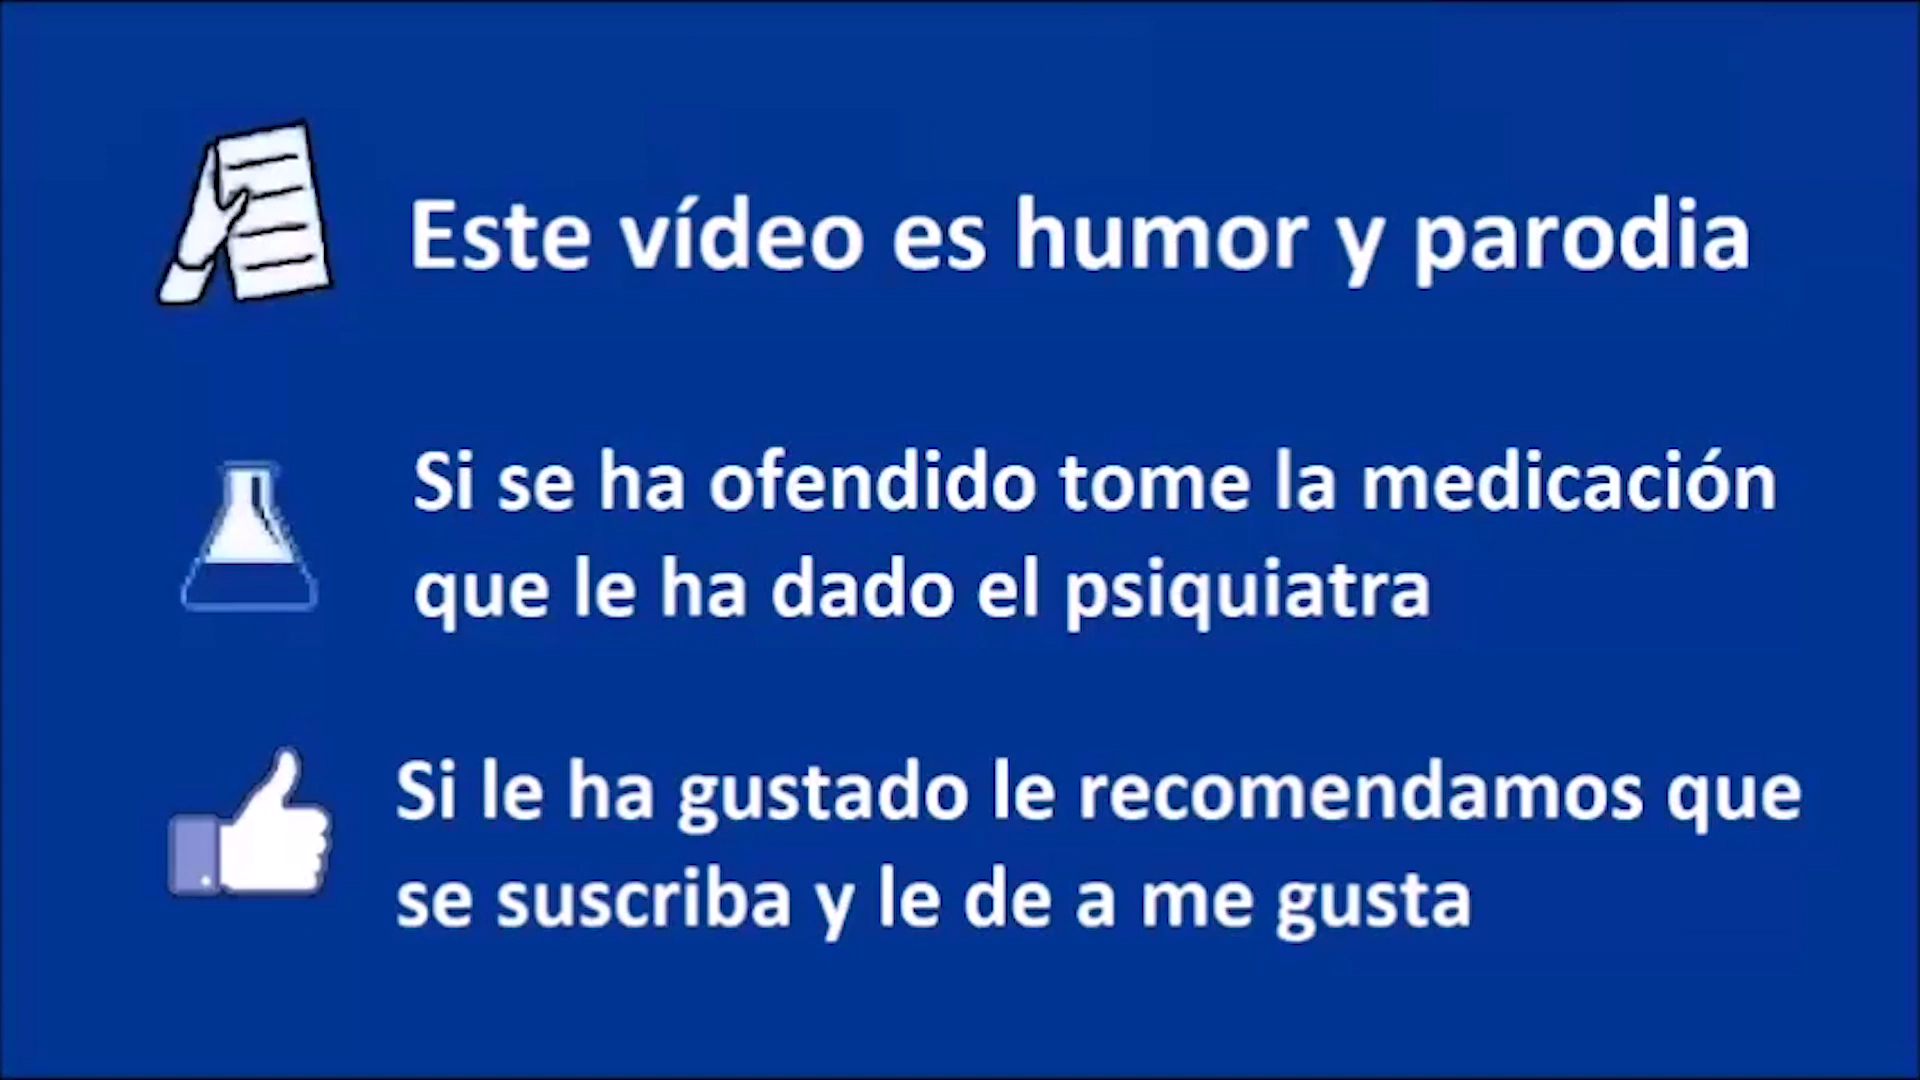 Este vídeo es humor y parodia
Si se ha ofendido tome la medicación
que le ha dado el psiquiatra
Si le ha gustado le recomendamos que
se suscriba y le de a me gusta